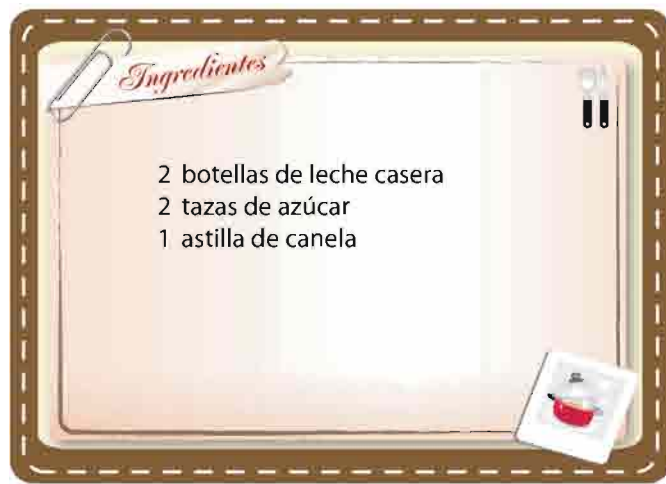 Ingredientes
2 botellas de leche casera
2 tazas de azúcar
1 astilla de canela